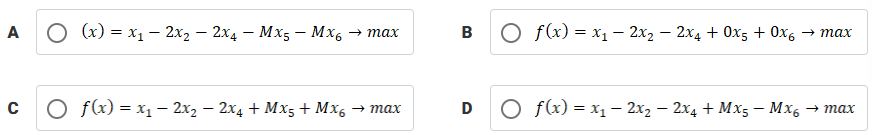 A (x) = x₁ − 2x₂ − 2x₄ − Mx₅ − Mx₆ → max
B f(x) = x₁ − 2x₂ − 2x₄ + 0x₅ + 0x₆ → max
C f(x) = x₁ − 2x₂ − 2x₄ + Mx₅ + Mx₆ → max
D f(x) = x₁ − 2x₂ − 2x₄ + Mx₅ − Mx₆ → max